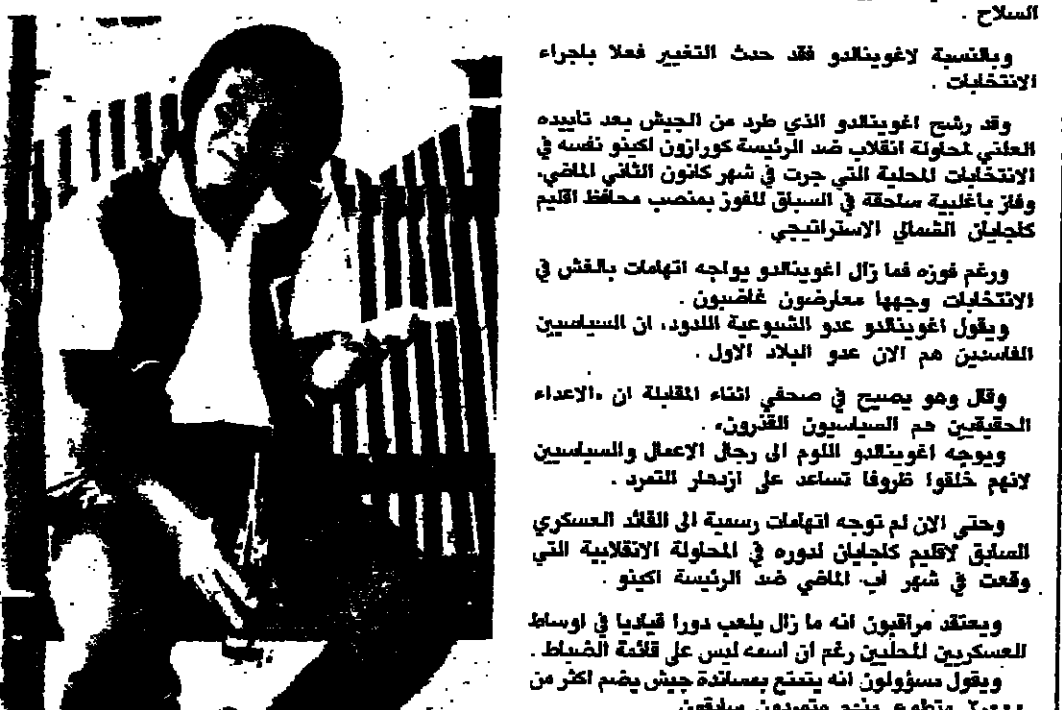 السلاح .
وبالنسبة لاغوينالدو فقد حدث التغيير فعلا باجراء
الانتخابات .
وقد رشح اغوينالدو الذي طرد من الجيش بعد تاييده
العلني لمحاولة انقلاب ضد الرئيسة كورازون اكينو نفسه في
الانتخابات المحلية التي جرت في شهر كانون الثاني الماضي،
وفاز باغلبية ساحقة في السباق للفوز بمنصب محافظ اقليم
كاجايان الشمالي الاستراتيجي .
ورغم فوزه فما زال اغوينالدو يواجه اتهامات بالغش في
الانتخابات وجهها معارضون غاضبون .
ويقول اغوينالدو عدو الشيوعية اللدود، ان السياسيين
الفاسدين هم الان عدو البلاد الاول .
وقال وهو يصيح في صحفي اثناء المقابلة ان «الاعداء
الحقيقيين هم السياسيون القذرون» .
ويوجه اغوينالدو اللوم الى رجال الاعمال والسياسيين
لانهم خلقوا ظروفا تساعد على ازدهار التمرد .
وحتى الان لم توجه اتهامات رسمية الى القائد العسكري
السابق لاقليم كاجايان لدوره في المحاولة الانقلابية التي
وقعت في شهر اب الماضي ضد الرئيسة اكينو .
ويعتقد مراقبون انه ما زال يلعب دورا قياديا في اوساط
العسكريين المحليين رغم ان اسمه ليس على قائمة الضباط .
ويقول مسؤولون انه يتمتع بمساندة جيش يضم اكثر من
متطوع بينهم متمردون سابقون